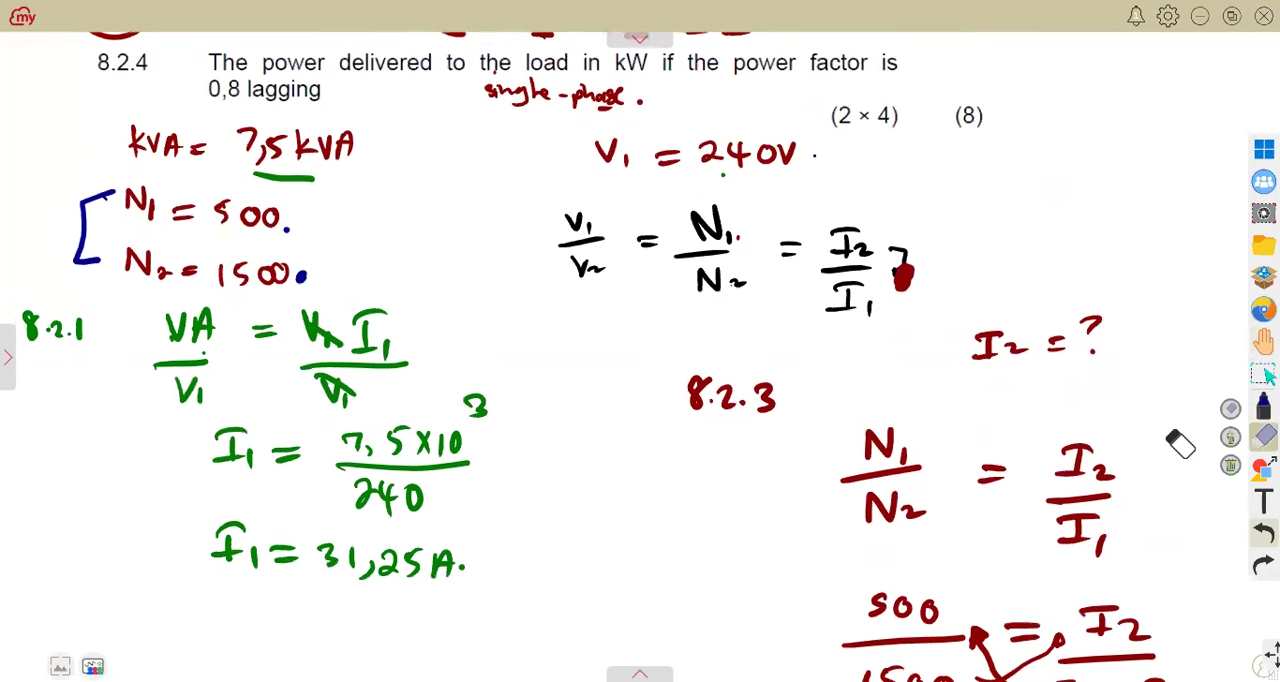 my
8.2.4 The power delivered to the load in kW if the power factor is
0,8 lagging
single-phase.
(2 × 4) (8)
kVA = 7,5 kVA
V1 = 240V
N1 = 500.
N2 = 1500.
V1/V2 = N1/N2 = I2/I1
8.2.1 VA/V1 = V1 I1/V1
I1 = 7,5×10^3/240
I1 = 31,25A.
I2 = ?
8.2.3
N1/N2 = I2/I1
500/1500 = I2